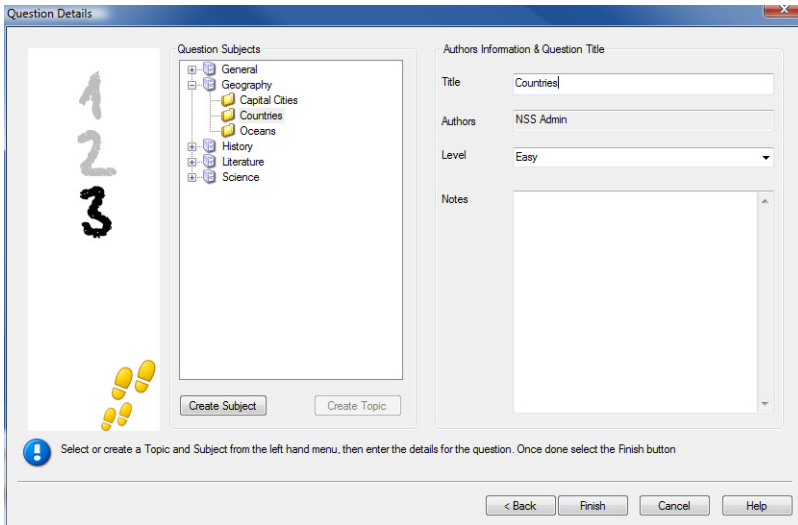 Question Details
1
2
3
Question Subjects
General
Geography
Capital Cities
Countries
Oceans
History
Literature
Science
Create Subject
Create Topic
Authors Information & Question Title
Title
Countries
Authors
NSS Admin
Level
Easy
Notes
Select or create a Topic and Subject from the left hand menu, then enter the details for the question. Once done select the Finish button
< Back
Finish
Cancel
Help